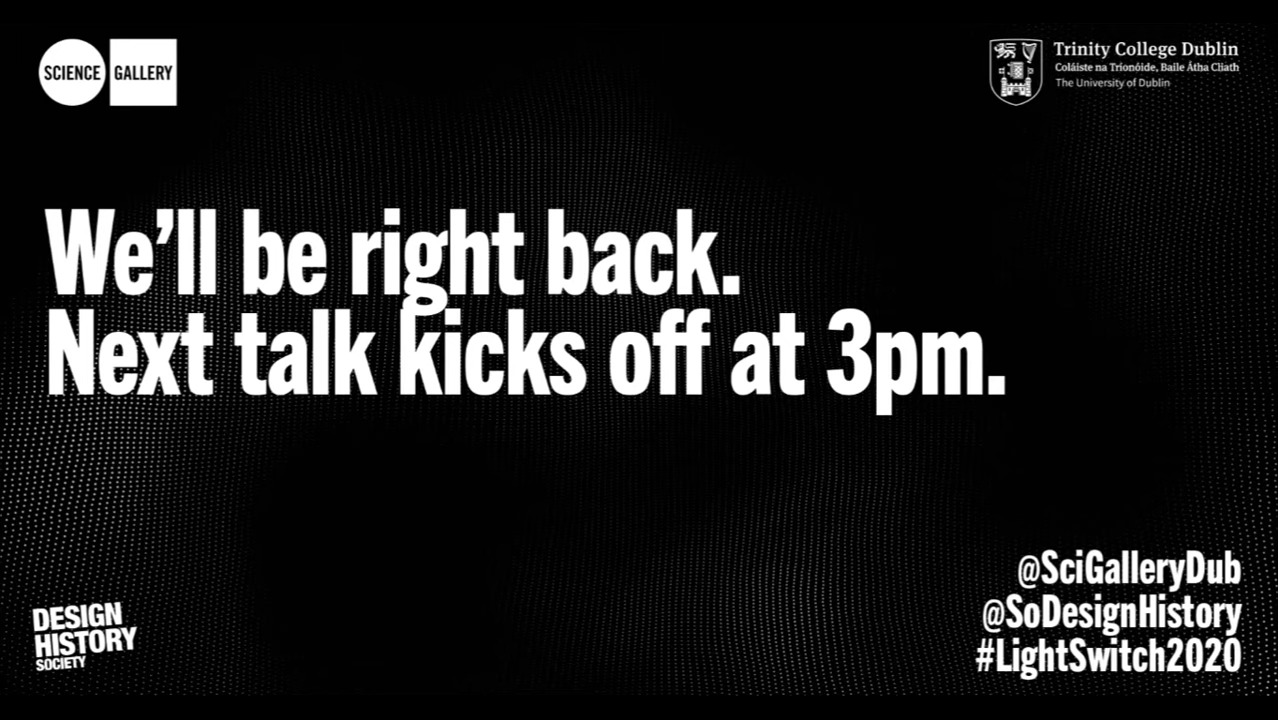 SCIENCE GALLERY
Trinity College Dublin
Coláiste na Tríonóide, Baile Átha Cliath
The University of Dublin
We’ll be right back.
Next talk kicks off at 3pm.
@SciGalleryDub
@SoDesignHistory
#LightSwitch2020
DESIGN
HISTORY
SOCIETY